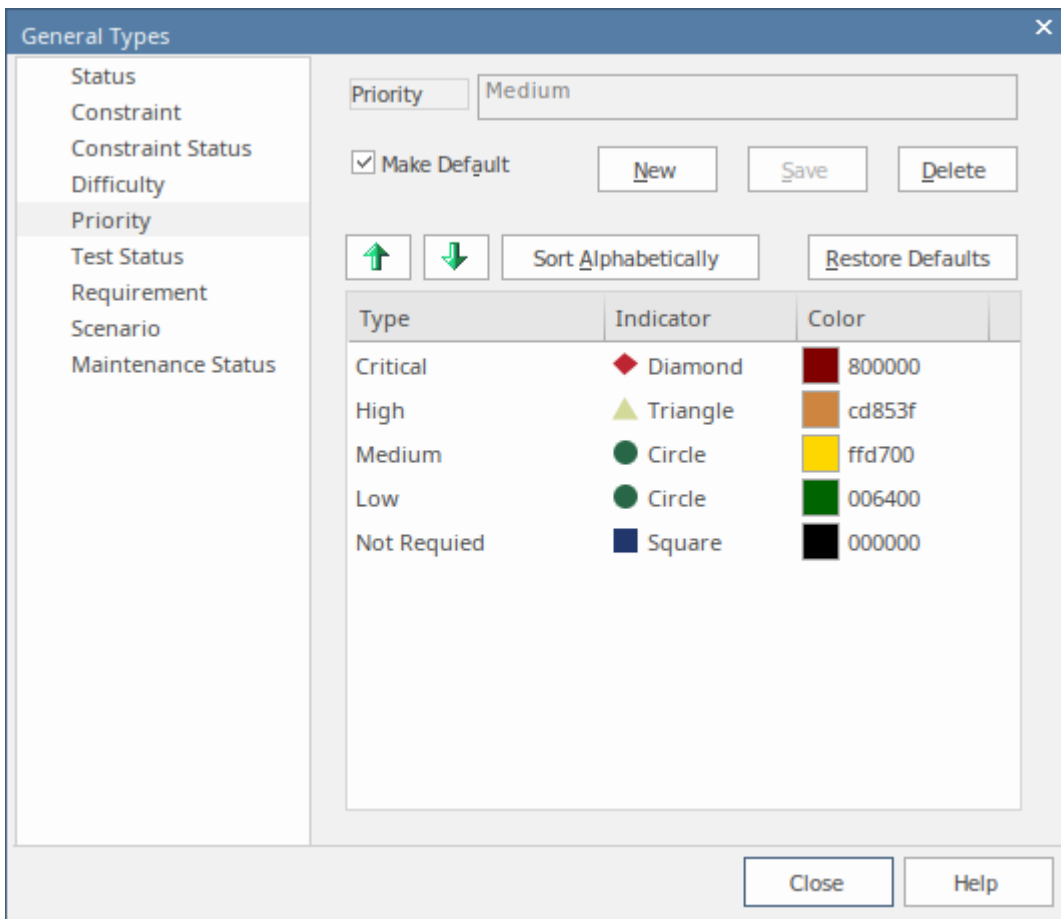 General Types
Status
Constraint
Constraint Status
Difficulty
Priority
Test Status
Requirement
Scenario
Maintenance Status
Priority
Medium
Make Default
New
Save
Delete
Sort Alphabetically
Restore Defaults
Type Indicator Color
Critical Diamond 800000
High Triangle cd853f
Medium Circle ffd700
Low Circle 006400
Not Requied Square 000000
Close
Help